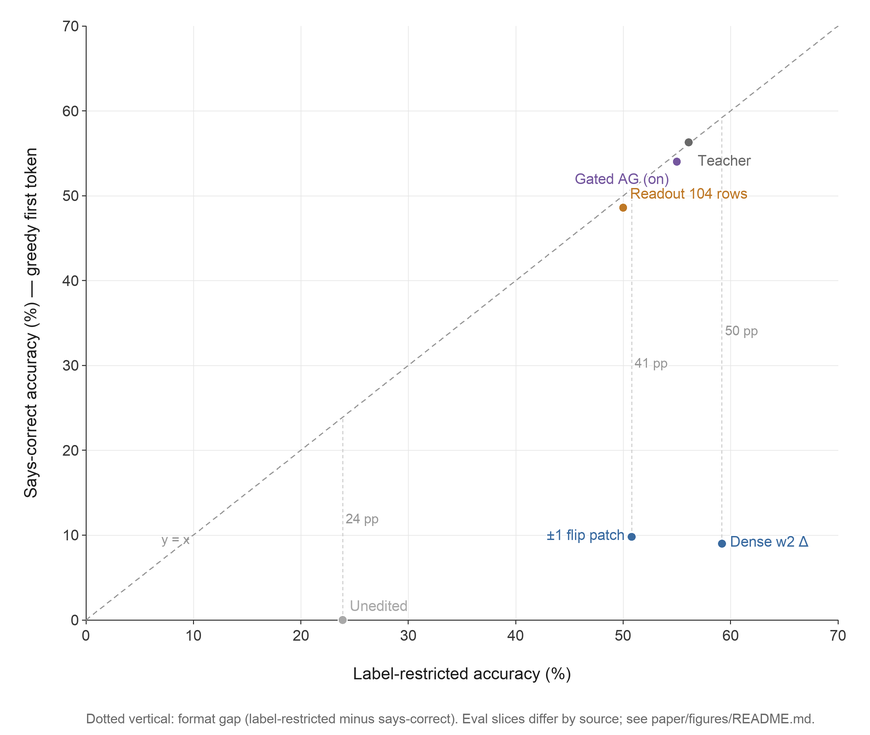 70
60
50
40
30
20
10
0
Says-correct accuracy (%) — greedy first token
Teacher
Gated AG (on)
Readout 104 rows
50 pp
41 pp
24 pp
y = x
±1 flip patch
Dense w2 Δ
Unedited
0 10 20 30 40 50 60 70
Label-restricted accuracy (%)
Dotted vertical: format gap (label-restricted minus says-correct). Eval slices differ by source; see paper/figures/README.md.